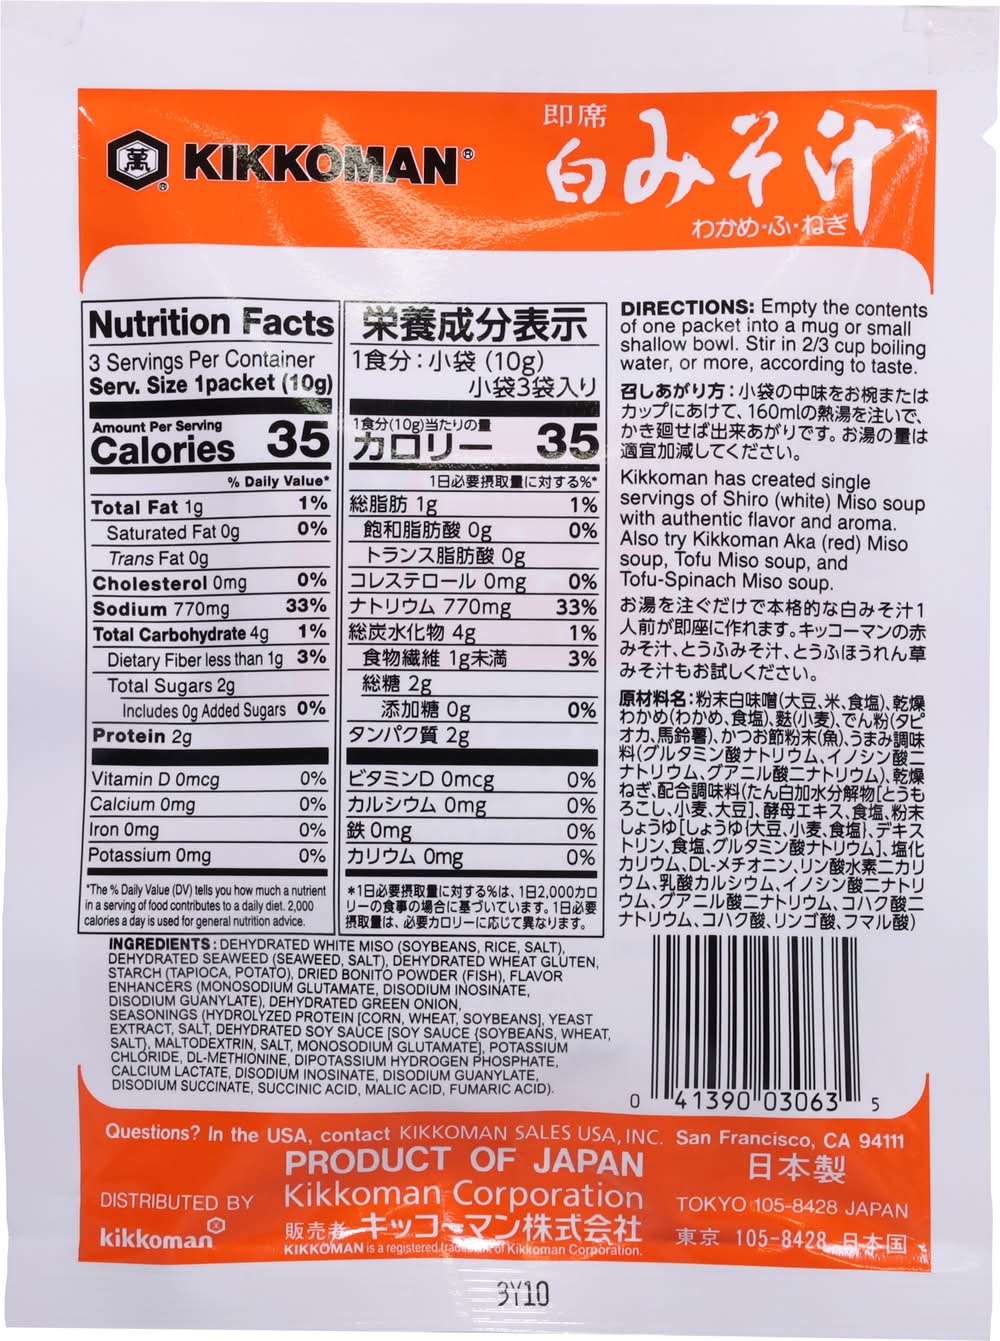 即席
KIKKOMAN®
白みそ汁
わかめ・ふ・ねぎ
Nutrition Facts
3 Servings Per Container
Serv. Size 1packet (10g)
Amount Per Serving
Calories 35
% Daily Value*
Total Fat 1g 1%
Saturated Fat 0g 0%
Trans Fat 0g
Cholesterol 0mg 0%
Sodium 770mg 33%
Total Carbohydrate 4g 1%
Dietary Fiber less than 1g 3%
Total Sugars 2g
Includes 0g Added Sugars 0%
Protein 2g
Vitamin D 0mcg 0%
Calcium 0mg 0%
Iron 0mg 0%
Potassium 0mg 0%
*The % Daily Value (DV) tells you how much a nutrient
in a serving of food contributes to a daily diet. 2,000
calories a day is used for general nutrition advice.
栄養成分表示
1食分：小袋 (10g)
小袋3袋入り
1食分(10g)当たりの量
カロリー 35
1日必要摂取量に対する%*
総脂肪 1g 1%
飽和脂肪酸 0g 0%
トランス脂肪酸 0g
コレステロール 0mg 0%
ナトリウム 770mg 33%
総炭水化物 4g 1%
食物繊維 1g未満 3%
総糖 2g
添加糖 0g 0%
タンパク質 2g
ビタミンD 0mcg 0%
カルシウム 0mg 0%
鉄 0mg 0%
カリウム 0mg 0%
*1日必要摂取量に対する%は、1日2,000カロ
リーの食事の場合に基づいています。1日必要
摂取量は、必要カロリーに応じて異なります。
DIRECTIONS: Empty the contents
of one packet into a mug or small
shallow bowl. Stir in 2/3 cup boiling
water, or more, according to taste.
召しあがり方：小袋の中味をお椀または
カップにあけて、160mlの熱湯を注いで、
かき廻せば出来あがりです。お湯の量は
適宜加減してください。
Kikkoman has created single
servings of Shiro (white) Miso soup
with authentic flavor and aroma.
Also try Kikkoman Aka (red) Miso
soup, Tofu Miso soup, and
Tofu-Spinach Miso soup.
お湯を注ぐだけで本格的な白みそ汁1
人前が即座に作れます。キッコーマンの赤
みそ汁、とうふみそ汁、とうふほうれん草
みそ汁もお試しください。
原材料名：粉末白味噌(大豆、米、食塩)、乾燥
わかめ(わかめ、食塩)、麩(小麦)、でん粉(タピ
オカ、馬鈴薯)、かつお節粉末(魚)、うまみ調味
料(グルタミン酸ナトリウム、イノシン酸二
ナトリウム、グアニル酸二ナトリウム)、乾燥
ねぎ、配合調味料(たん白加水分解物[とうも
ろこし、小麦、大豆]、酵母エキス、食塩、粉末
しょうゆ[しょうゆ{大豆、小麦、食塩}、デキス
トリン、食塩、グルタミン酸ナトリウム]、塩化
カリウム、DL-メチオニン、リン酸水素二カリ
ウム、乳酸カルシウム、イノシン酸二ナトリ
ウム、グアニル酸二ナトリウム、コハク酸二
ナトリウム、コハク酸、リンゴ酸、フマル酸)
INGREDIENTS: DEHYDRATED WHITE MISO (SOYBEANS, RICE, SALT),
DEHYDRATED SEAWEED (SEAWEED, SALT), DEHYDRATED WHEAT GLUTEN,
STARCH (TAPIOCA, POTATO), DRIED BONITO POWDER (FISH), FLAVOR
ENHANCERS (MONOSODIUM GLUTAMATE, DISODIUM INOSINATE,
DISODIUM GUANYLATE), DEHYDRATED GREEN ONION,
SEASONINGS (HYDROLYZED PROTEIN [CORN, WHEAT, SOYBEANS], YEAST
EXTRACT, SALT, DEHYDRATED SOY SAUCE [SOY SAUCE {SOYBEANS, WHEAT,
SALT}, MALTODEXTRIN, SALT, MONOSODIUM GLUTAMATE], POTASSIUM
CHLORIDE, DL-METHIONINE, DIPOTASSIUM HYDROGEN PHOSPHATE,
CALCIUM LACTATE, DISODIUM INOSINATE, DISODIUM GUANYLATE,
DISODIUM SUCCINATE, SUCCINIC ACID, MALIC ACID, FUMARIC ACID).
0 41390 03063 5
Questions? In the USA, contact KIKKOMAN SALES USA, INC. San Francisco, CA 94111
PRODUCT OF JAPAN 日本製
DISTRIBUTED BY Kikkoman Corporation TOKYO 105-8428 JAPAN
kikkoman® 販売者 キッコーマン株式会社 東京 105-8428 日本国
KIKKOMAN is a registered trademark of Kikkoman Corporation.
9Y10